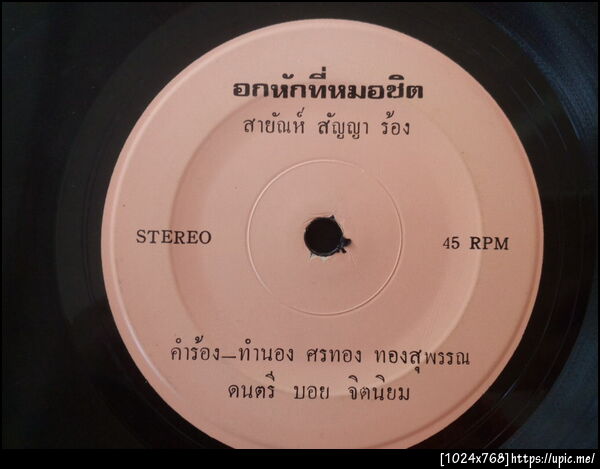 อกหักที่หมอชิต
สายัณห์ สัญญา ร้อง
STEREO
45 RPM
คำร้อง–ทำนอง ศรทอง ทองสุพรรณ
ดนตรี บอย จิตนิยม
[1024x768]https://upic.me/